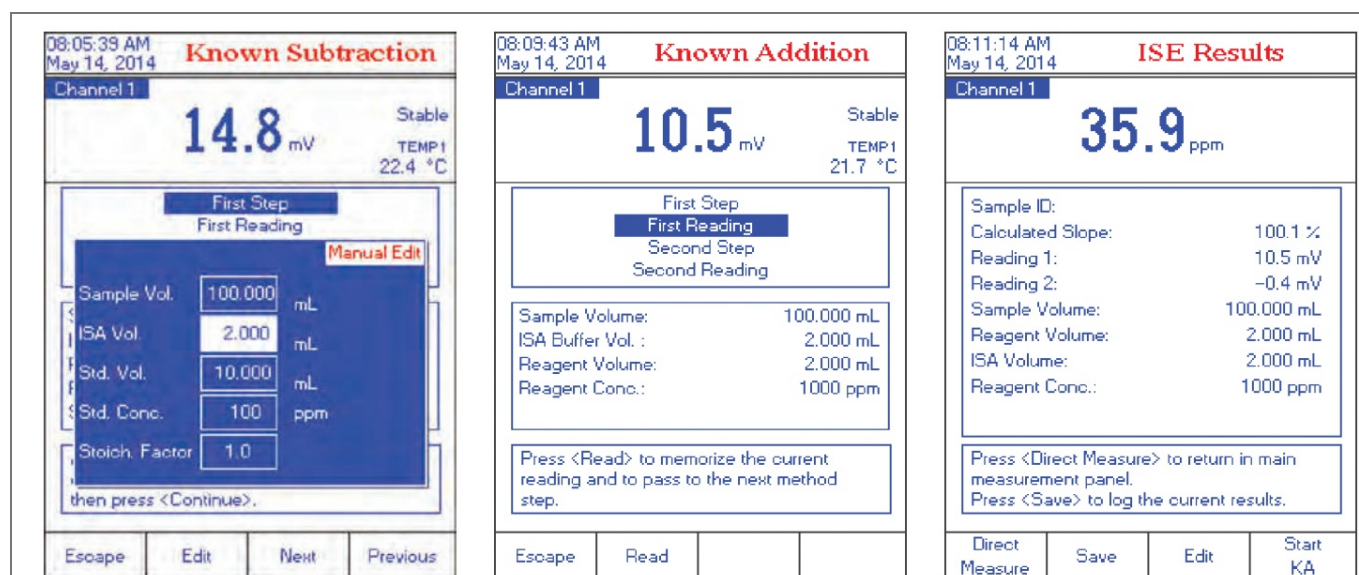 08:05:39 AM
May 14, 2014
Known Subtraction
Channel 1
14.8 mV
Stable
TEMP1
22.4 °C
First Step
First Reading
Manual Edit
Sample Vol. 100.000 mL
ISA Vol. 2.000 mL
Std. Vol. 10.000 mL
Std. Conc. 100 ppm
Stoich. Factor 1.0
then press <Continue>.
Escape Edit Next Previous
08:09:43 AM
May 14, 2014
Known Addition
Channel 1
10.5 mV
Stable
TEMP1
21.7 °C
First Step
First Reading
Second Step
Second Reading
Sample Volume: 100.000 mL
ISA Buffer Vol. : 2.000 mL
Reagent Volume: 2.000 mL
Reagent Conc.: 1000 ppm
Press <Read> to memorize the current
reading and to pass to the next method
step.
Escape Read
08:11:14 AM
May 14, 2014
ISE Results
Channel 1
35.9 ppm
Sample ID:
Calculated Slope: 100.1 %
Reading 1: 10.5 mV
Reading 2: -0.4 mV
Sample Volume: 100.000 mL
Reagent Volume: 2.000 mL
ISA Volume: 2.000 mL
Reagent Conc.: 1000 ppm
Press <Direct Measure> to return in main
measurement panel.
Press <Save> to log the current results.
Direct Measure Save Edit Start KA